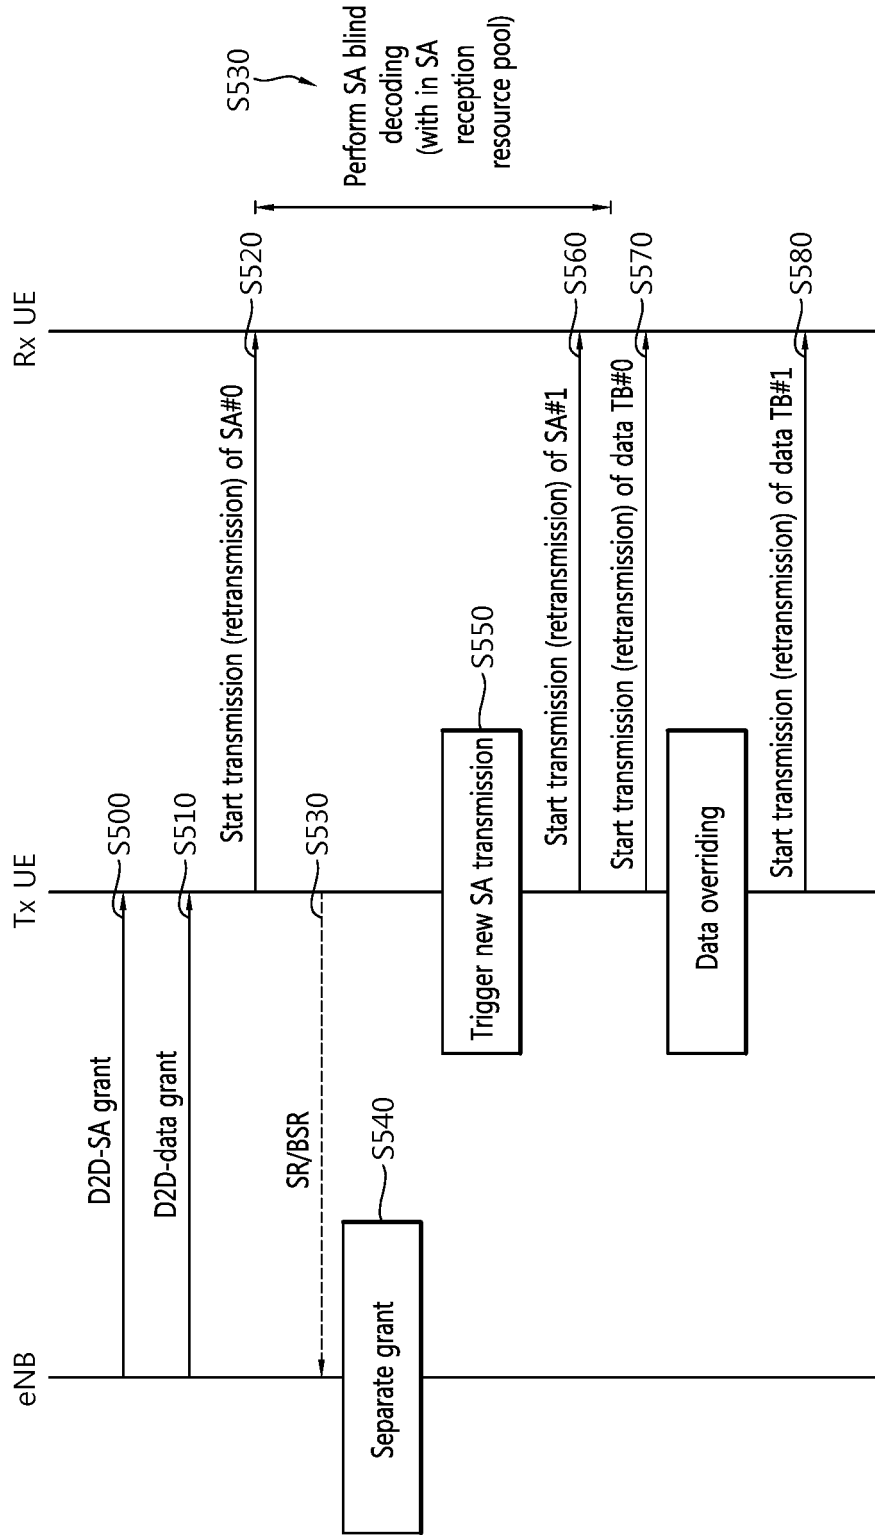 eNB
Tx UE
Rx UE
D2D-SA grant
S500
D2D-data grant
S510
Start transmission (retransmission) of SA#0
S520
S530
Perform SA blind
decoding
(with in SA
reception
resource pool)
SR/BSR
S530
Separate grant
S540
Trigger new SA transmission
S550
Start transmission (retransmission) of SA#1
S560
Start transmission (retransmission) of data TB#0
S570
Data overriding
Start transmission (retransmission) of data TB#1
S580